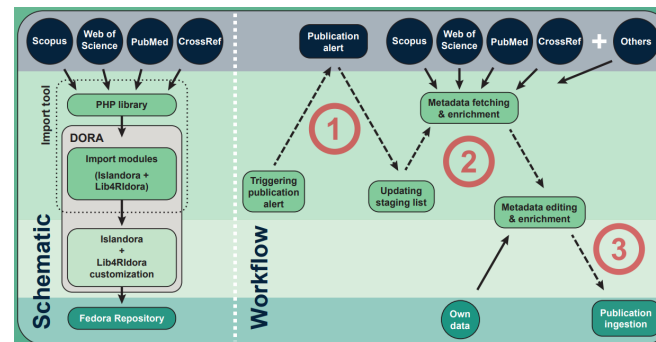 Scopus
Web of
Science
PubMed
CrossRef
Import tool
PHP library
DORA
Import modules
(Islandora +
Lib4RIdora)
Islandora
+
Lib4RIdora
customization
Fedora Repository
Schematic
Publication
alert
Scopus
Web of
Science
PubMed
CrossRef
+
Others
Metadata fetching
& enrichment
1
2
Triggering
publication
alert
Updating
staging list
Metadata editing
& enrichment
3
Own
data
Publication
ingestion
Workflow